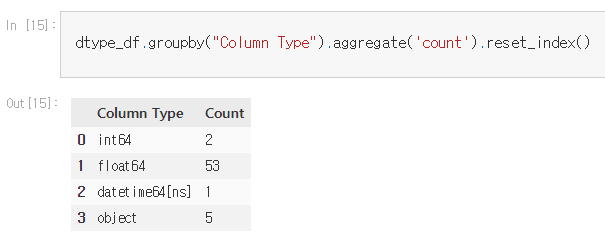 In [15]:
dtype_df.groupby("Column Type").aggregate('count').reset_index()
Out[15]:
Column Type Count
0 int64 2
1 float64 53
2 datetime64[ns] 1
3 object 5